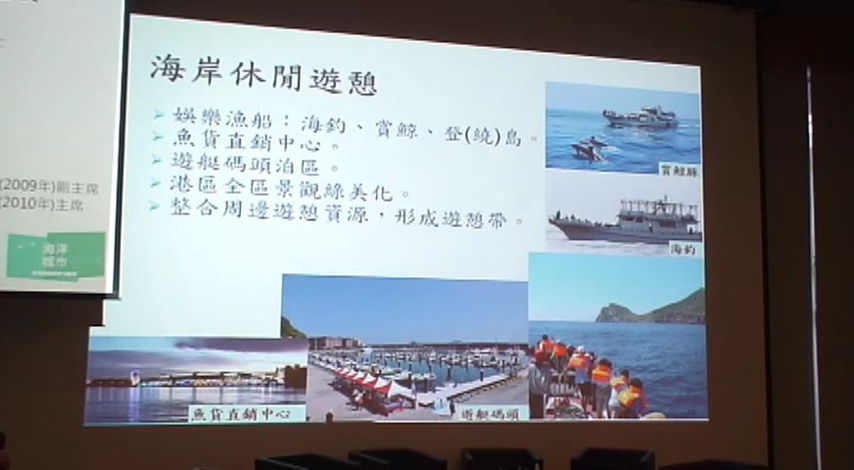 (2009年)副主席
(2010年)主席
海洋
城市
海岸休閒遊憩
➢ 娛樂漁船：海釣、賞鯨、登(繞)島。
➢ 魚貨直銷中心。
➢ 遊艇碼頭泊區。
➢ 港區全區景觀綠美化。
➢ 整合周邊遊憩資源，形成遊憩帶。
賞鯨豚
海釣
魚貨直銷中心
遊艇碼頭